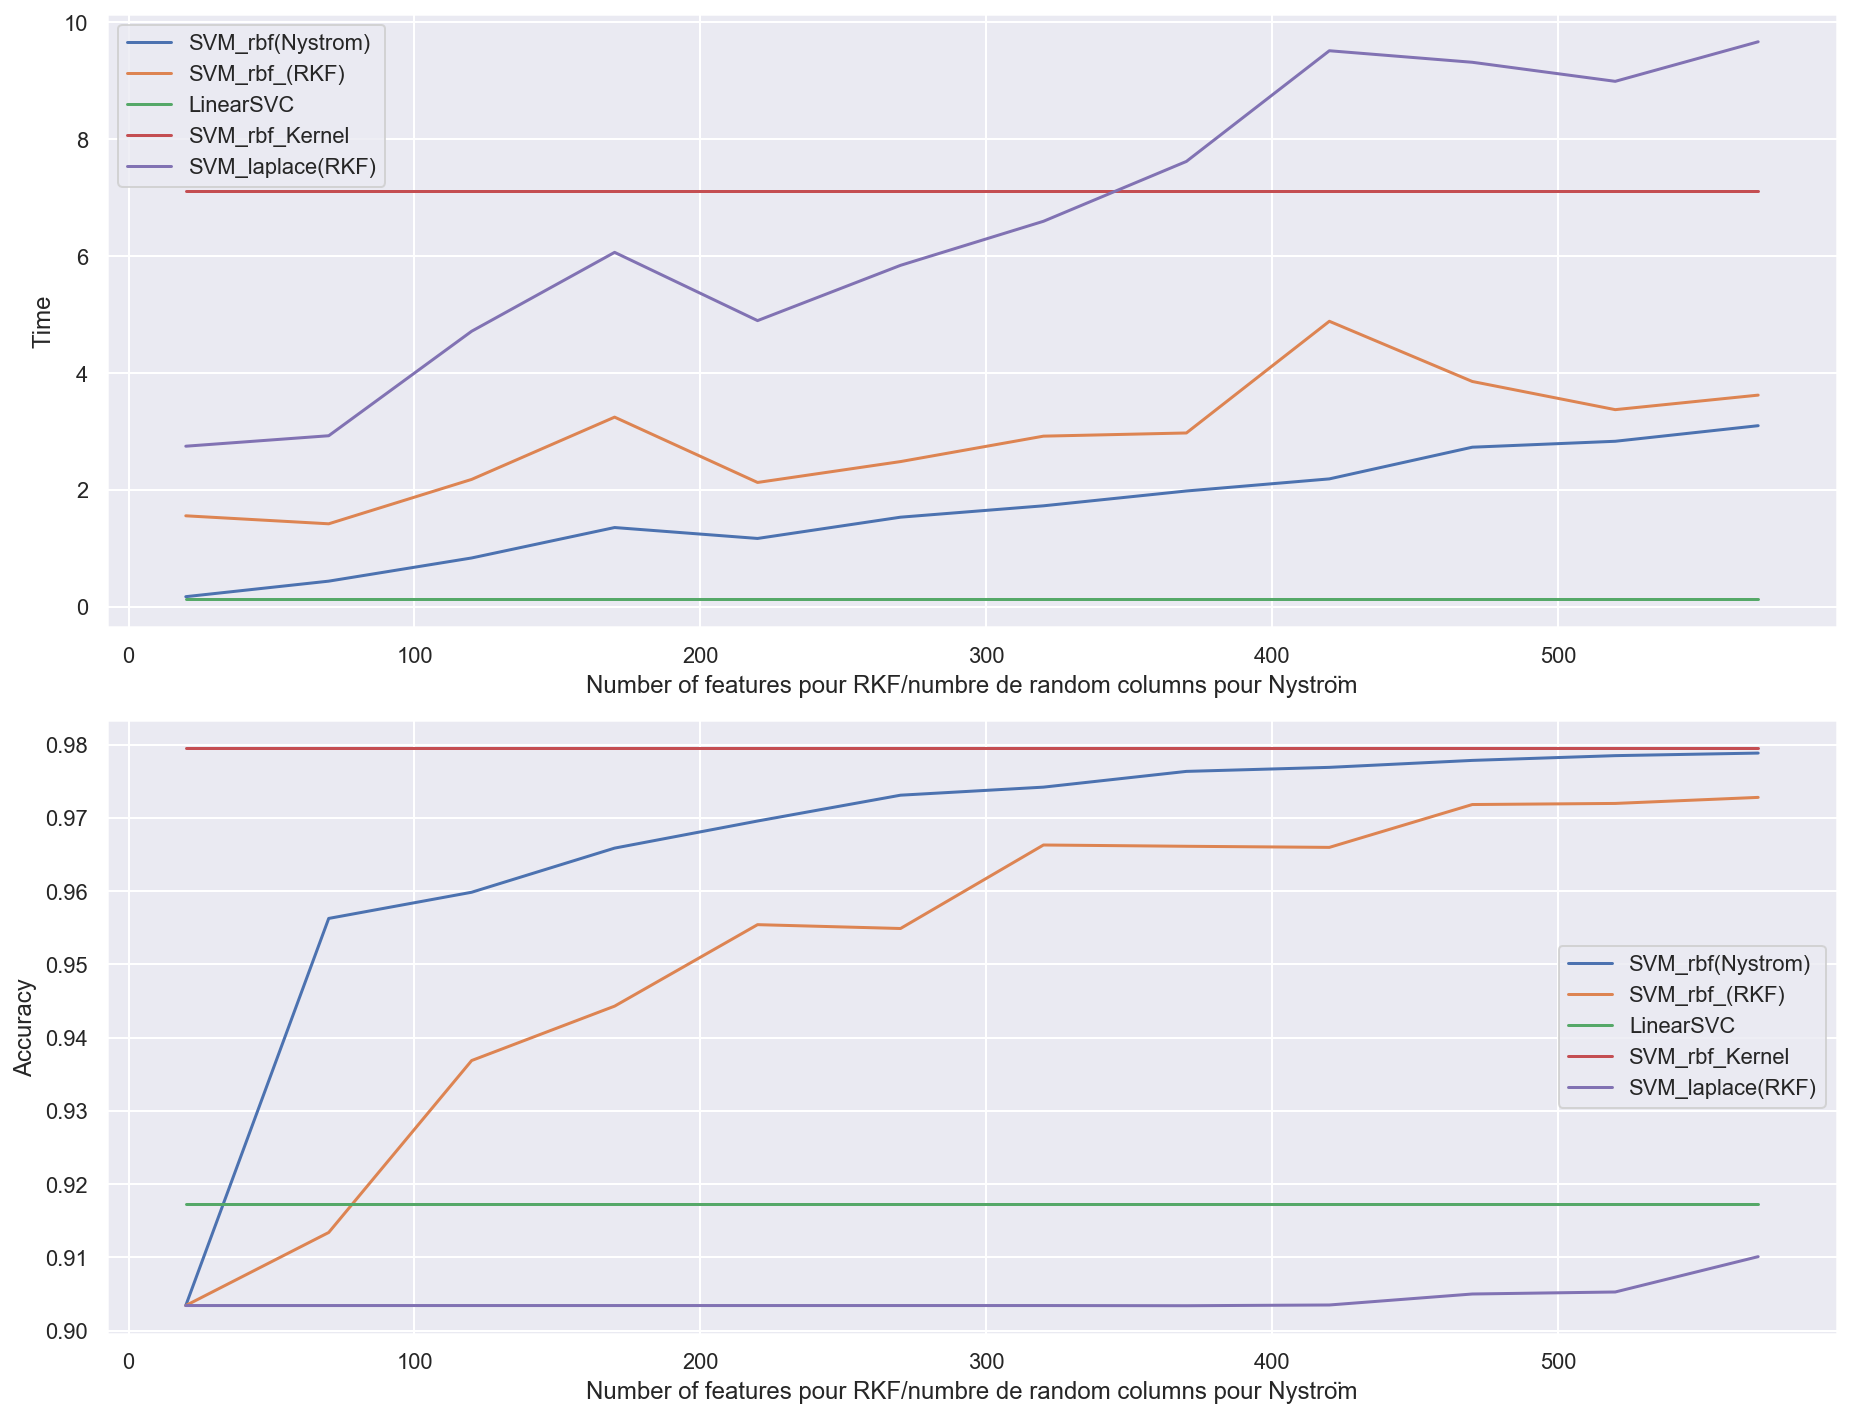 10
8
6
4
2
0
Time
SVM_rbf(Nystrom)
SVM_rbf_(RKF)
LinearSVC
SVM_rbf_Kernel
SVM_laplace(RKF)
0 100 200 300 400 500
Number of features pour RKF/numbre de random columns pour Nyström
0.98
0.97
0.96
0.95
0.94
0.93
0.92
0.91
0.90
Accuracy
SVM_rbf(Nystrom)
SVM_rbf_(RKF)
LinearSVC
SVM_rbf_Kernel
SVM_laplace(RKF)
0 100 200 300 400 500
Number of features pour RKF/numbre de random columns pour Nyström